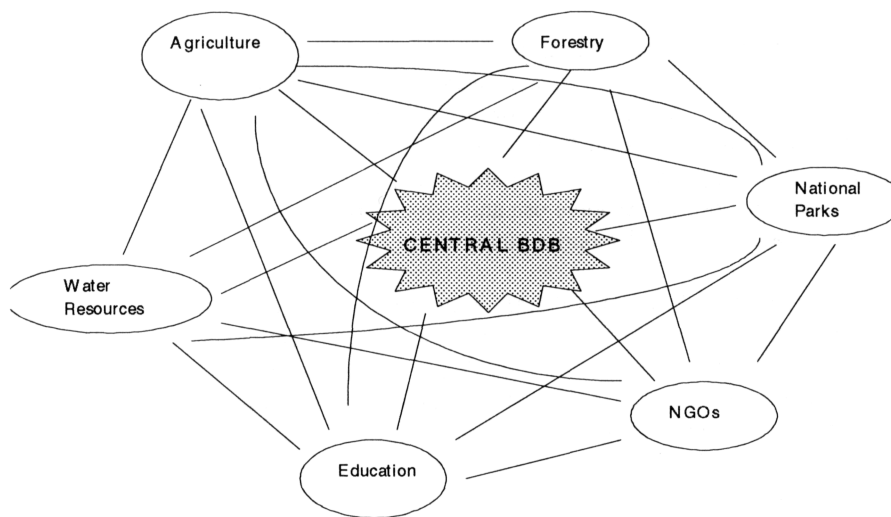 Agriculture
Forestry
National
Parks
CENTRAL BDB
Water
Resources
NGOs
Education